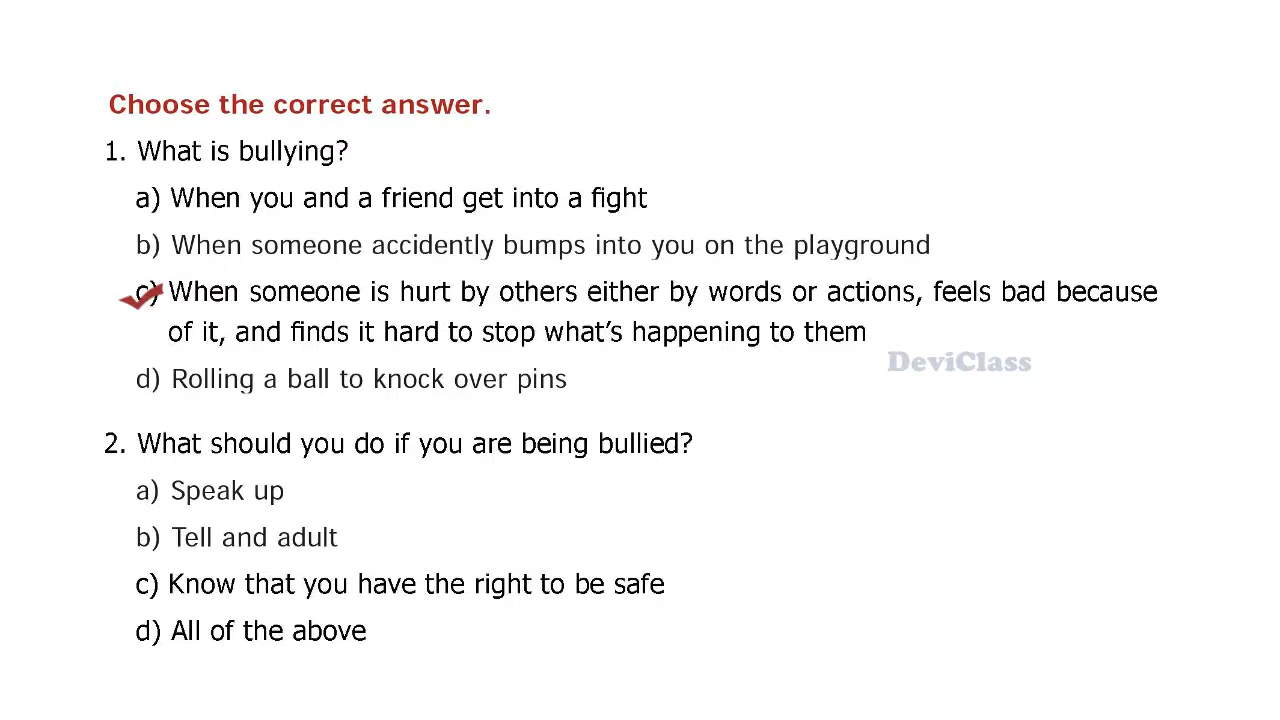 Choose the correct answer.
1. What is bullying?
a) When you and a friend get into a fight
b) When someone accidently bumps into you on the playground
c) When someone is hurt by others either by words or actions, feels bad because
of it, and finds it hard to stop what's happening to them
DeviClass
d) Rolling a ball to knock over pins
2. What should you do if you are being bullied?
a) Speak up
b) Tell and adult
c) Know that you have the right to be safe
d) All of the above